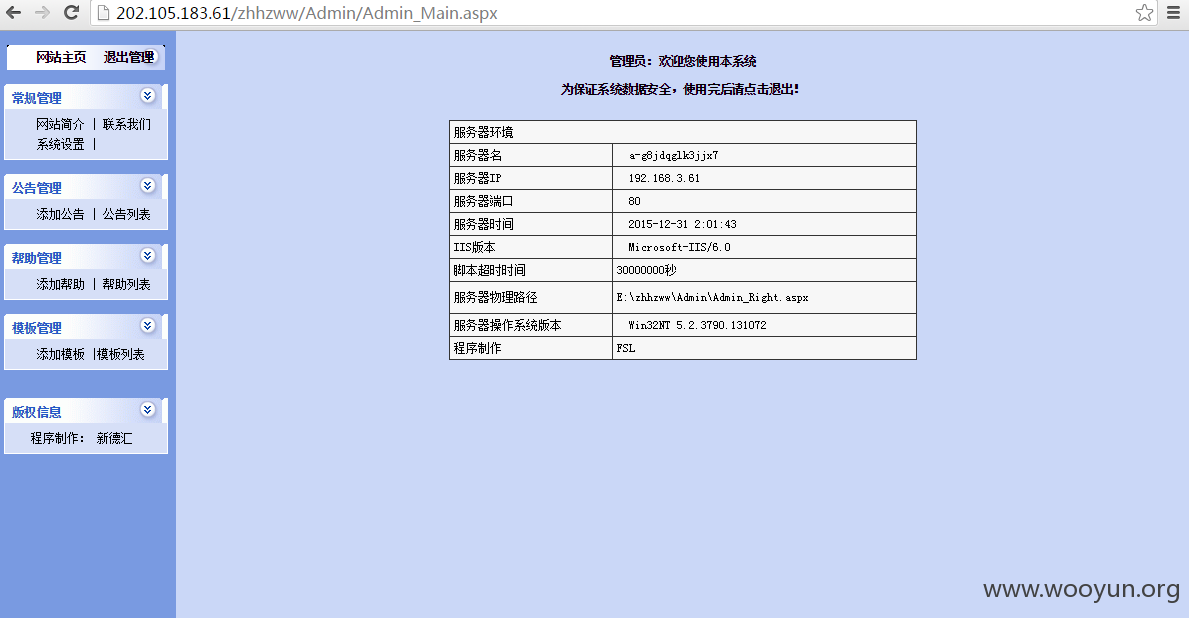 202.105.183.61/zhhzww/Admin/Admin_Main.aspx
网站主页 退出管理
常规管理
网站简介 | 联系我们
系统设置 |
公告管理
添加公告 | 公告列表
帮助管理
添加帮助 | 帮助列表
模板管理
添加模板 |模板列表
版权信息
程序制作： 新德汇
管理员：欢迎您使用本系统
为保证系统数据安全，使用完后请点击退出！
服务器环境
服务器名 a-g8jdqglk3jjx7
服务器IP 192.168.3.61
服务器端口 80
服务器时间 2015-12-31 2:01:43
IIS版本 Microsoft-IIS/6.0
脚本超时时间 30000000秒
服务器物理路径 E:\zhhzww\Admin\Admin_Right.aspx
服务器操作系统版本 Win32NT 5.2.3790.131072
程序制作 FSL
www.wooyun.org